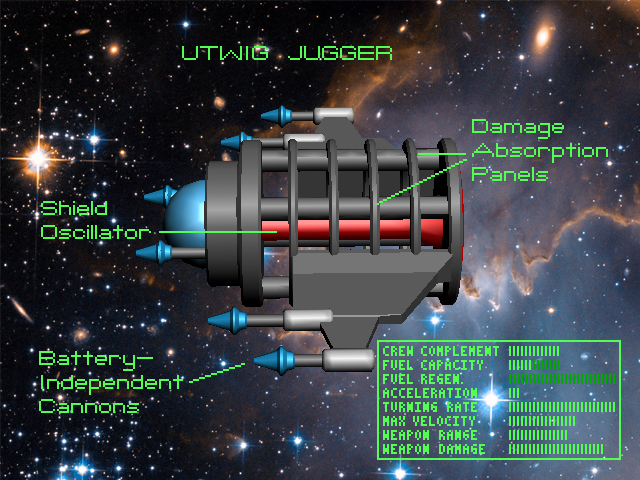 UTWIG JUGGER
Damage
Absorption
Panels
Shield
Oscillator
Battery-
Independent
Cannons
CREW COMPLEMENT
FUEL CAPACITY
FUEL REGEN.
ACCELERATION
TURNING RATE
MAX VELOCITY
WEAPON RANGE
WEAPON DAMAGE